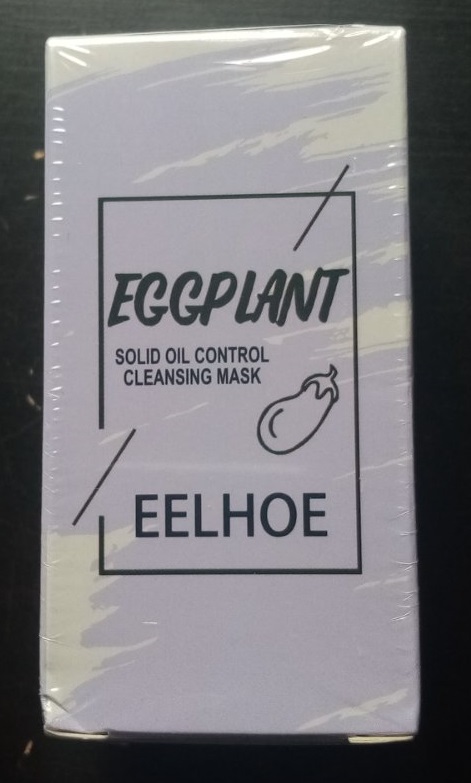 EGGPLANT
SOLID OIL CONTROL
CLEANSING MASK
EELHOE